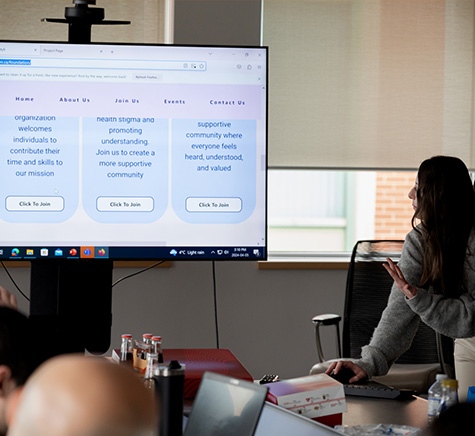 Project Page
Home About Us Join Us Events Contact Us
organization
welcomes
individuals to
contribute their
time and skills to
our mission
Click To Join
health stigma and
promoting
understanding.
Join us to create a
more supportive
community
Click To Join
supportive
community where
everyone feels
heard, understood,
and valued
Click To Join
4°C Light rain